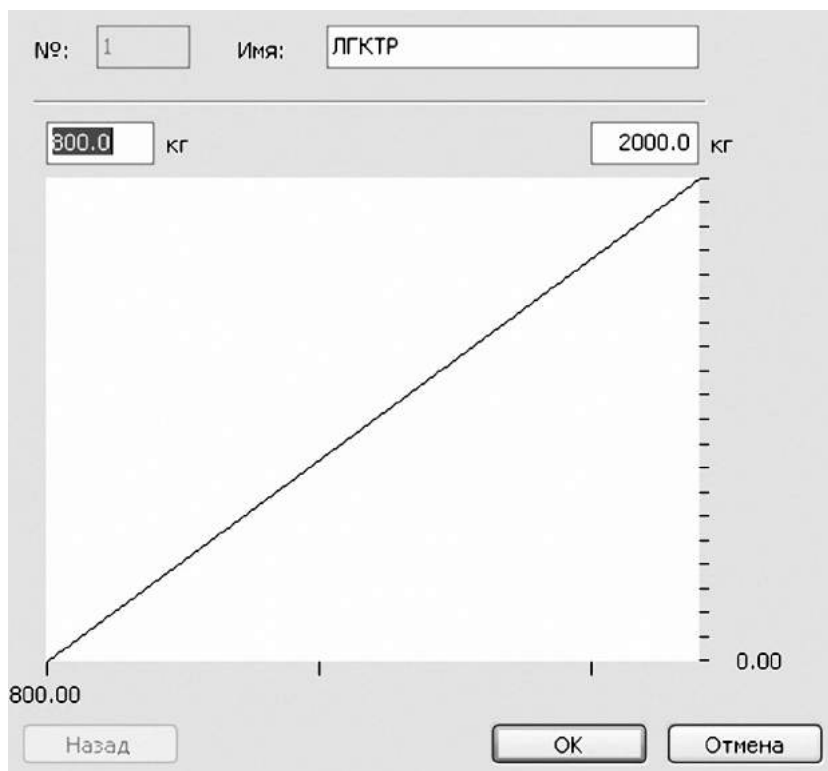 №: 1 Имя: ЛГКТР
800.0 кг 2000.0 кг
0.00
800.00
Назад OK Отмена